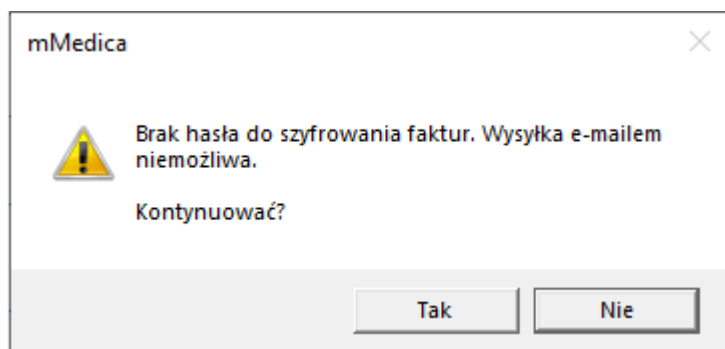 mMedica
Brak hasła do szyfrowania faktur. Wysyłka e-mailem
niemożliwa.
Kontynuować?
Tak
Nie